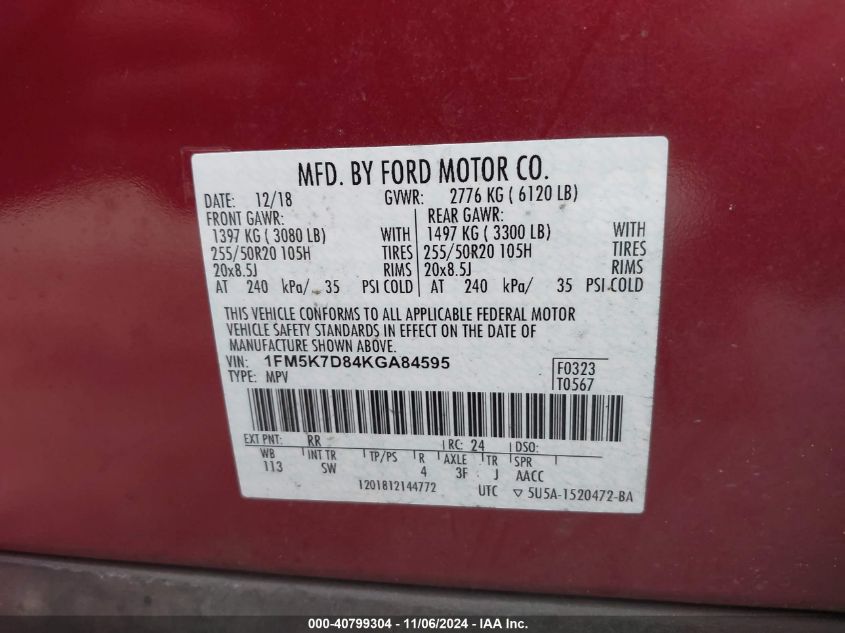 MFD. BY FORD MOTOR CO.
DATE: 12/18 GVWR: 2776 KG ( 6120 LB)
FRONT GAWR: REAR GAWR:
1397 KG ( 3080 LB) WITH 1497 KG ( 3300 LB) WITH
255/50R20 105H TIRES 255/50R20 105H TIRES
20x8.5J RIMS 20x8.5J RIMS
AT 240 kPa/ 35 PSI COLD AT 240 kPa/ 35 PSI COLD
THIS VEHICLE CONFORMS TO ALL APPLICABLE FEDERAL MOTOR
VEHICLE SAFETY STANDARDS IN EFFECT ON THE DATE OF
MANUFACTURE SHOWN ABOVE.
VIN: 1FM5K7D84KGA84595 F0323
TYPE: MPV T0567
EXT PNT: RR RC: 24 DSO:
WB INT TR TP/PS R AXLE TR SPR
113 SW 4 3F J AACC
1201812144772 UTC ▽ 5U5A-1520472-BA
000-40799304 - 11/06/2024 - IAA Inc.